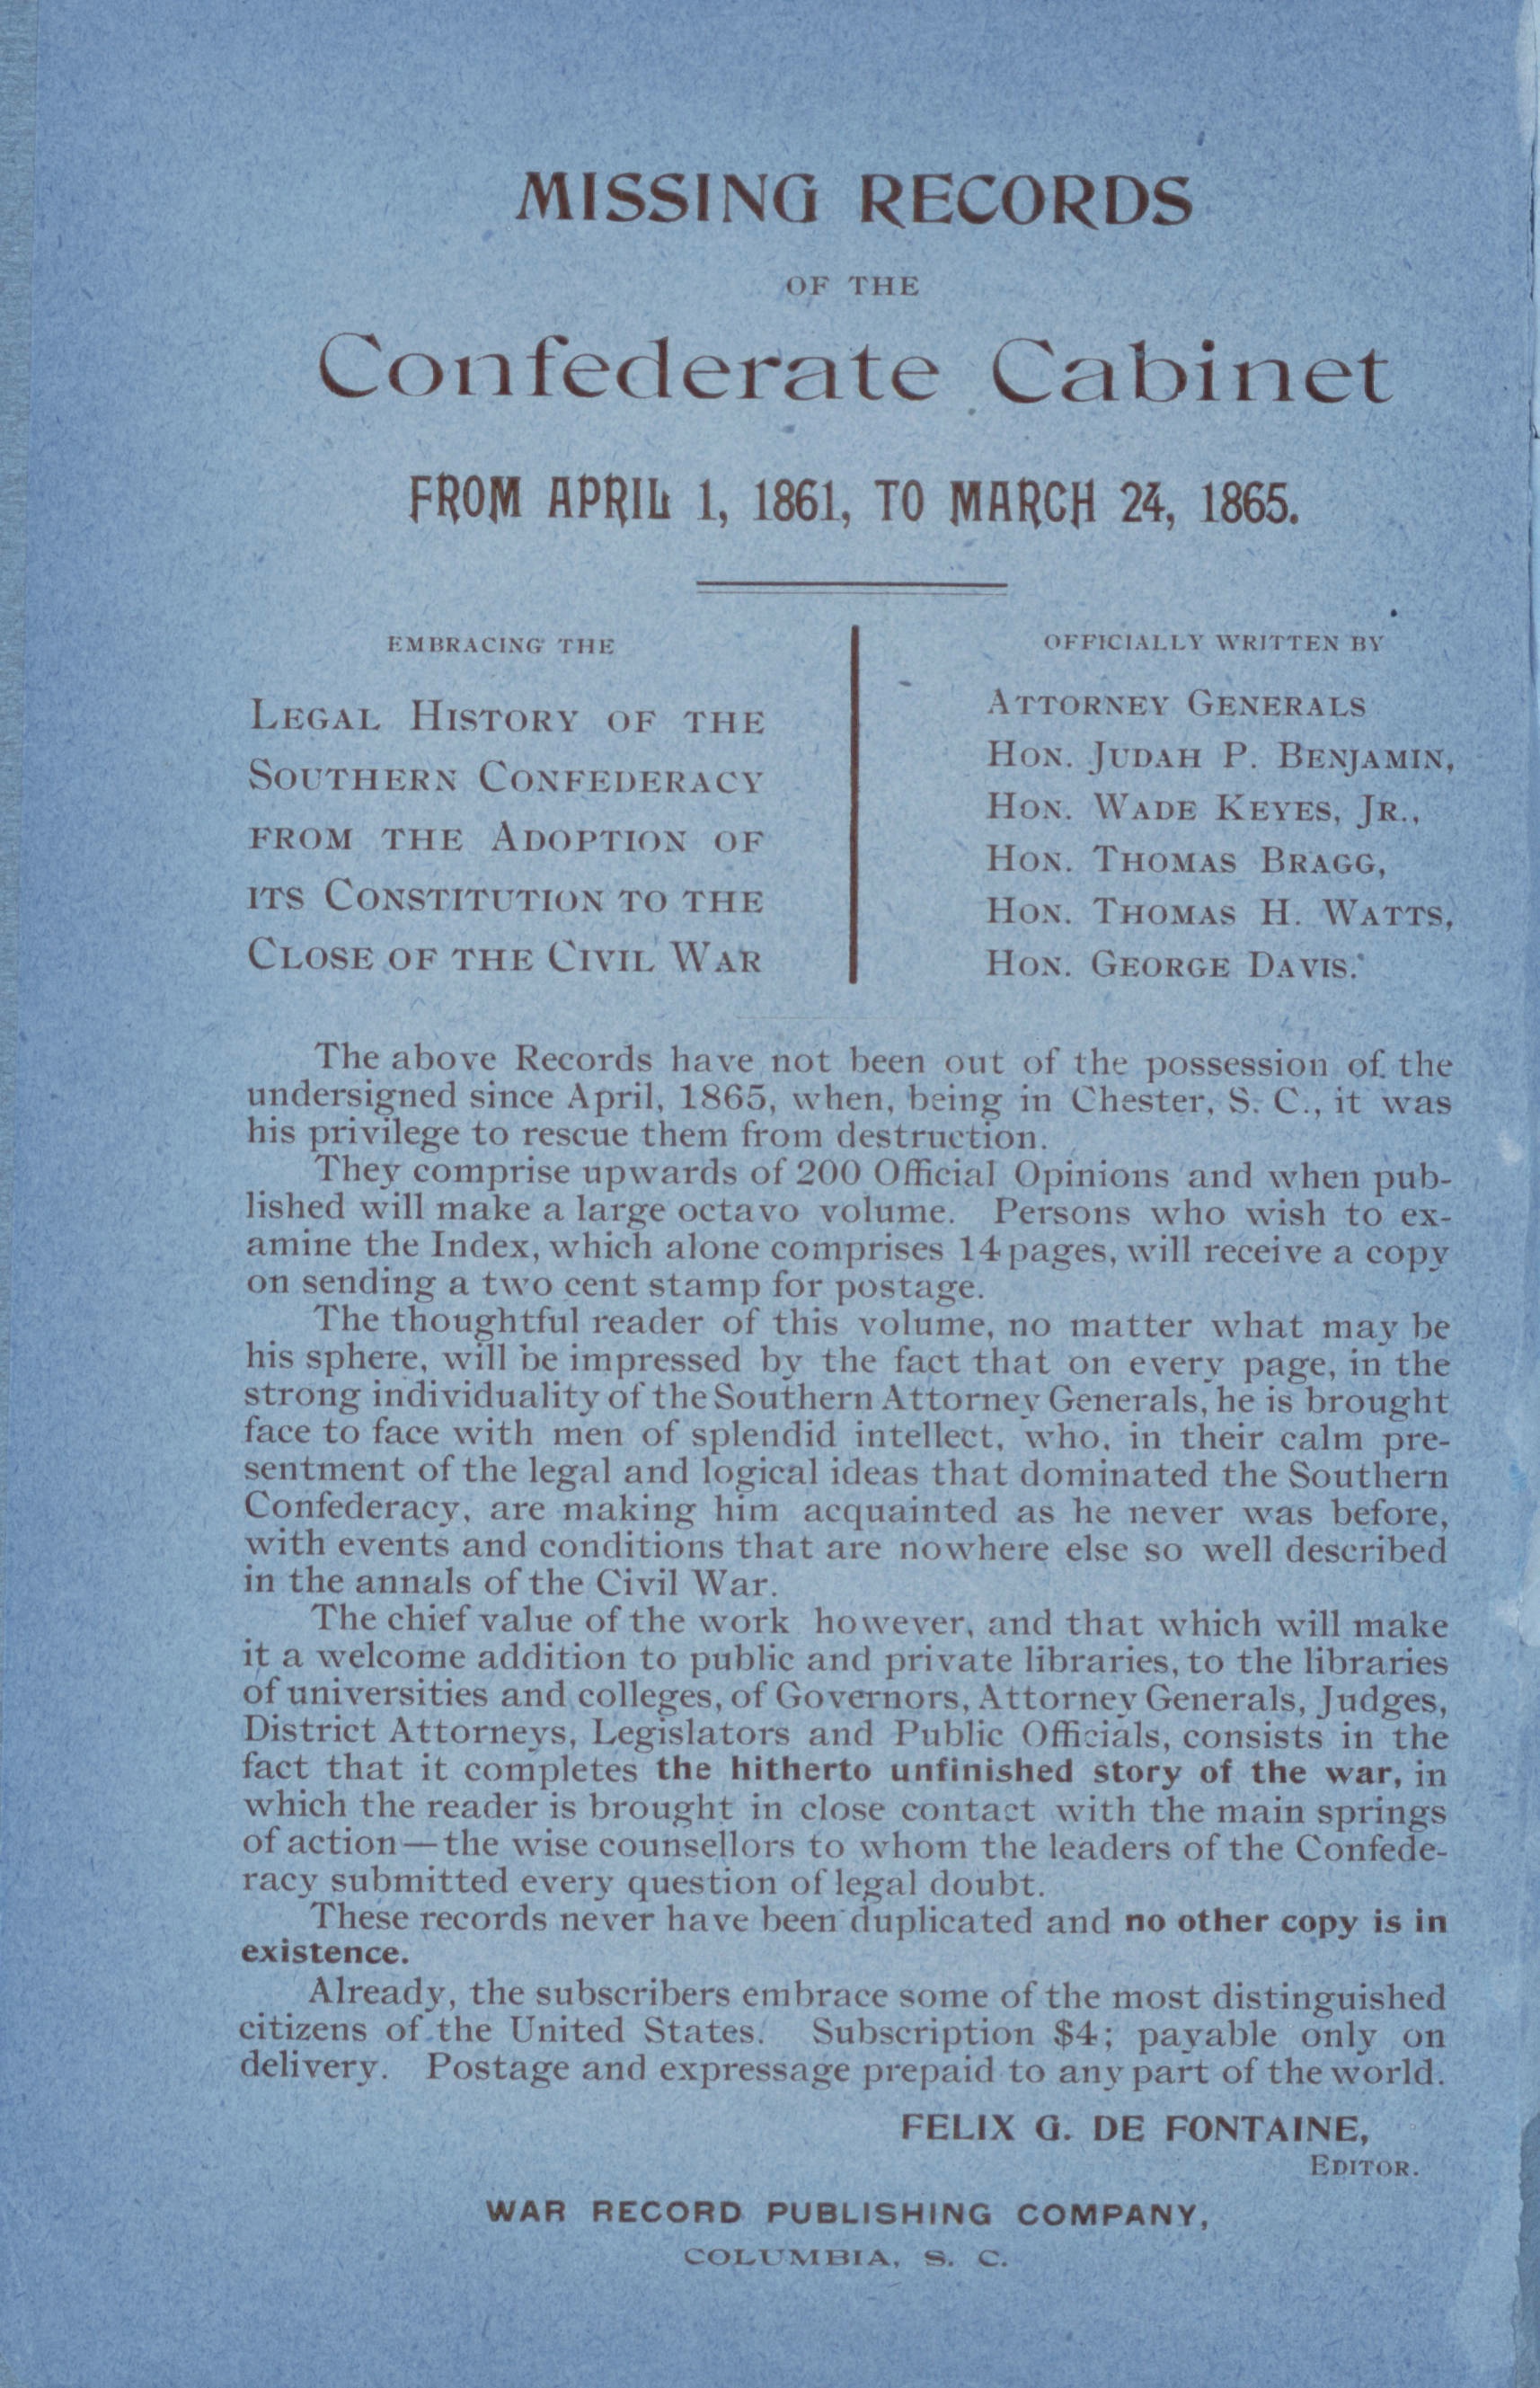 MISSING RECORDS
OF THE
Confederate Cabinet
FROM APRIL 1, 1861, TO MARCH 24, 1865.
EMBRACING THE
LEGAL HISTORY OF THE
SOUTHERN CONFEDERACY
FROM THE ADOPTION OF
ITS CONSTITUTION TO THE
CLOSE OF THE CIVIL WAR
OFFICIALLY WRITTEN BY
ATTORNEY GENERALS
HON. JUDAH P. BENJAMIN,
HON. WADE KEYES, JR.,
HON. THOMAS BRAGG,
HON. THOMAS H. WATTS,
HON. GEORGE DAVIS.
The above Records have not been out of the possession of the
undersigned since April, 1865, when, being in Chester, S. C., it was
his privilege to rescue them from destruction.
They comprise upwards of 200 Official Opinions and when pub-
lished will make a large octavo volume. Persons who wish to ex-
amine the Index, which alone comprises 14 pages, will receive a copy
on sending a two cent stamp for postage.
The thoughtful reader of this volume, no matter what may be
his sphere, will be impressed by the fact that on every page, in the
strong individuality of the Southern Attorney Generals, he is brought
face to face with men of splendid intellect, who, in their calm pre-
sentment of the legal and logical ideas that dominated the Southern
Confederacy, are making him acquainted as he never was before,
with events and conditions that are nowhere else so well described
in the annals of the Civil War.
The chief value of the work however, and that which will make
it a welcome addition to public and private libraries, to the libraries
of universities and colleges, of Governors, Attorney Generals, Judges,
District Attorneys, Legislators and Public Officials, consists in the
fact that it completes the hitherto unfinished story of the war, in
which the reader is brought in close contact with the main springs
of action—the wise counsellors to whom the leaders of the Confede-
racy submitted every question of legal doubt.
These records never have been duplicated and no other copy is in
existence.
Already, the subscribers embrace some of the most distinguished
citizens of the United States. Subscription $4; payable only on
delivery. Postage and expressage prepaid to any part of the world.
FELIX G. DE FONTAINE,
EDITOR.
WAR RECORD PUBLISHING COMPANY,
COLUMBIA, S. C.